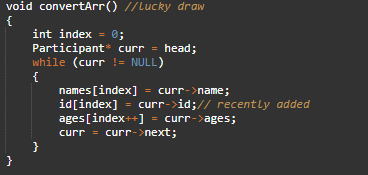 void convertArr() //lucky draw
{
int index = 0;
Participant* curr = head;
while (curr != NULL)
{
names[index] = curr->name;
id[index] = curr->id;// recently added
ages[index++] = curr->ages;
curr = curr->next;
}
}